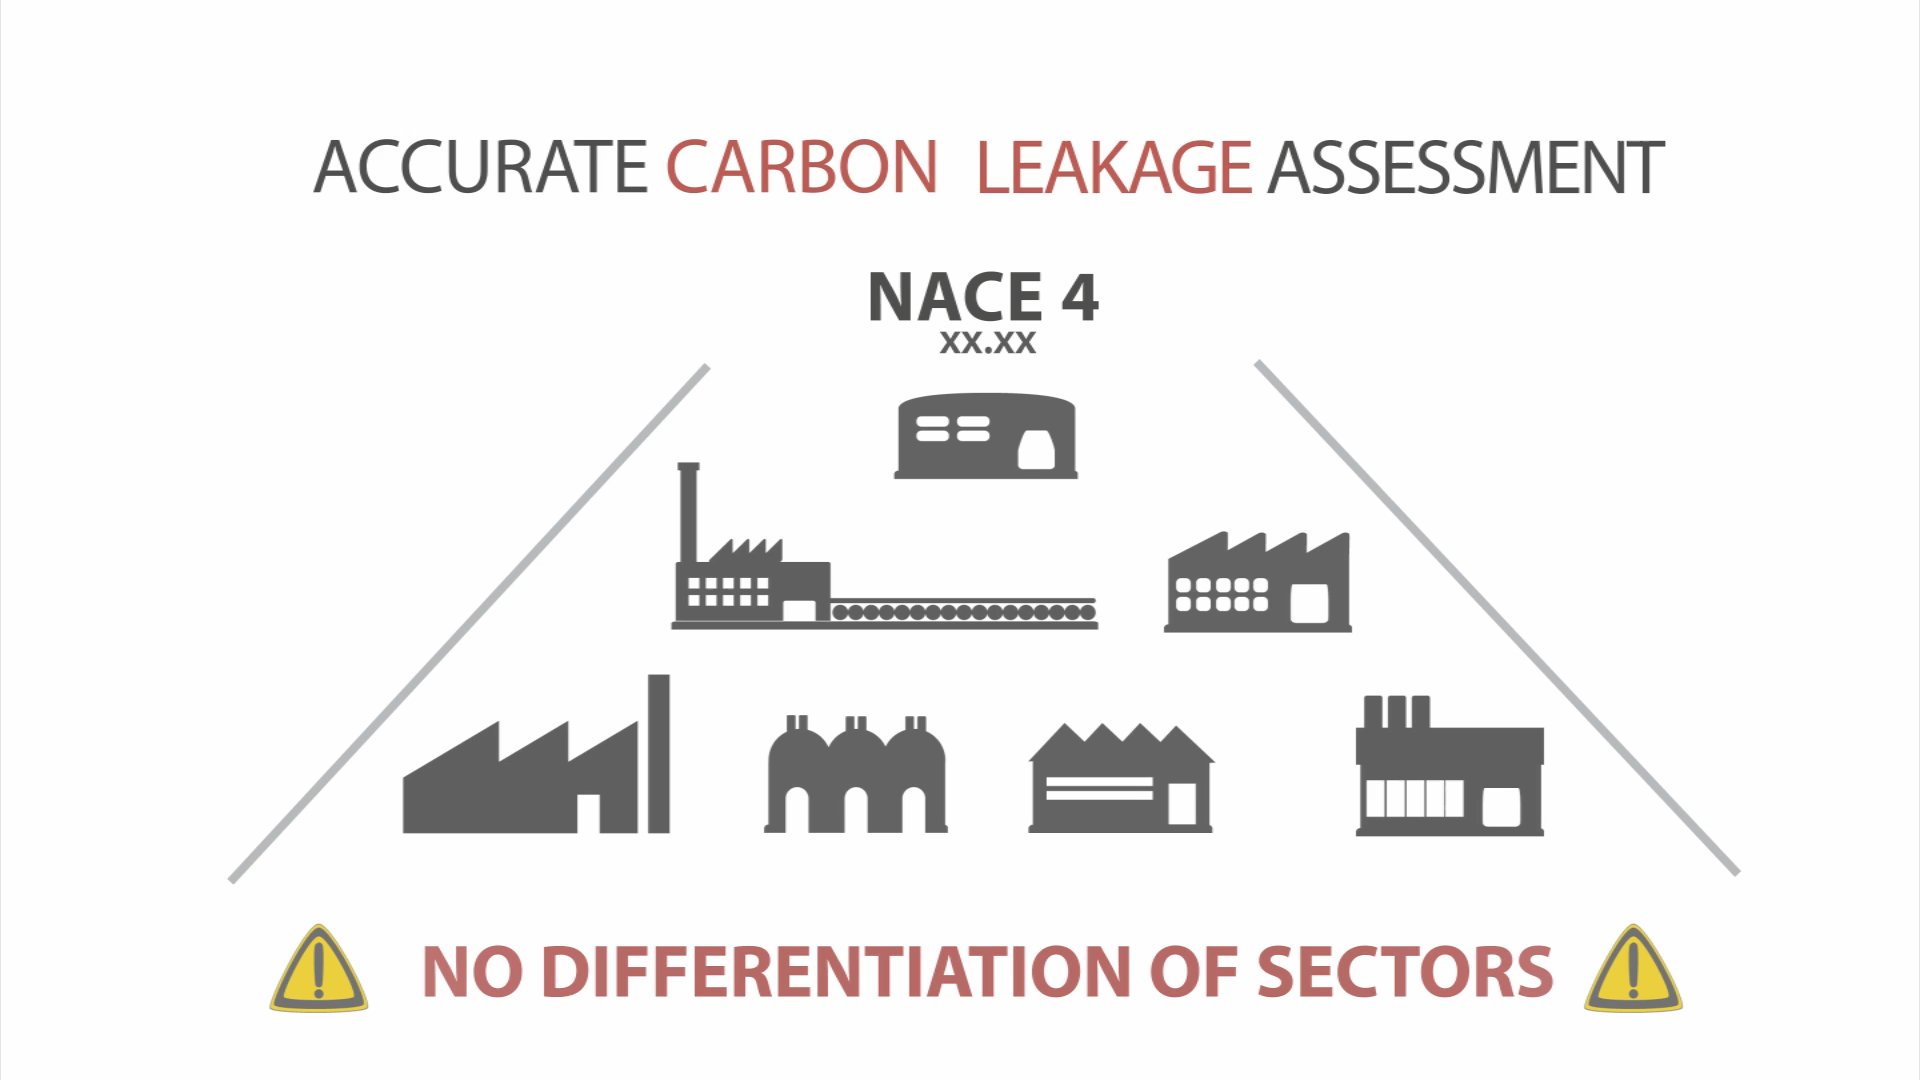 ACCURATE CARBON LEAKAGE ASSESSMENT
NACE 4
XX.XX
NO DIFFERENTIATION OF SECTORS